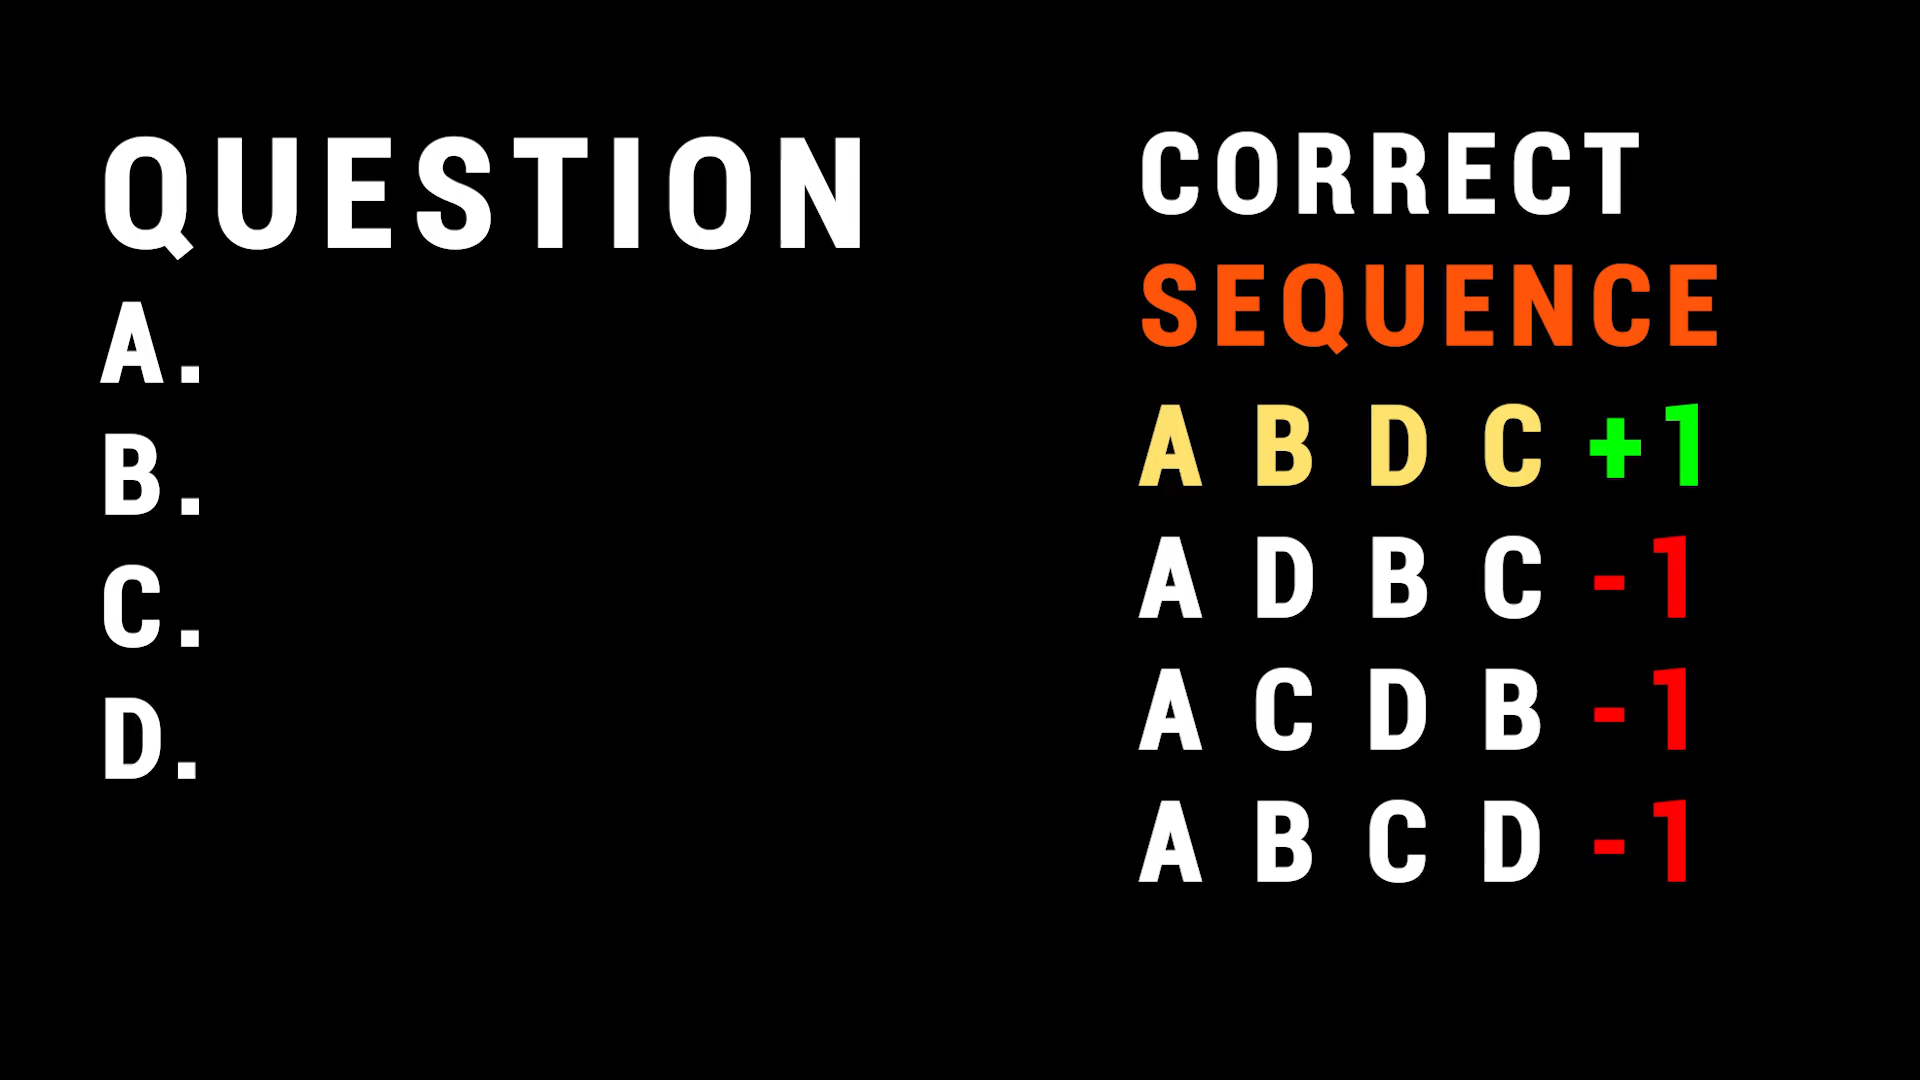 QUESTION
A.
B.
C.
D.
CORRECT
SEQUENCE
A B D C +1
A D B C -1
A C D B -1
A B C D -1